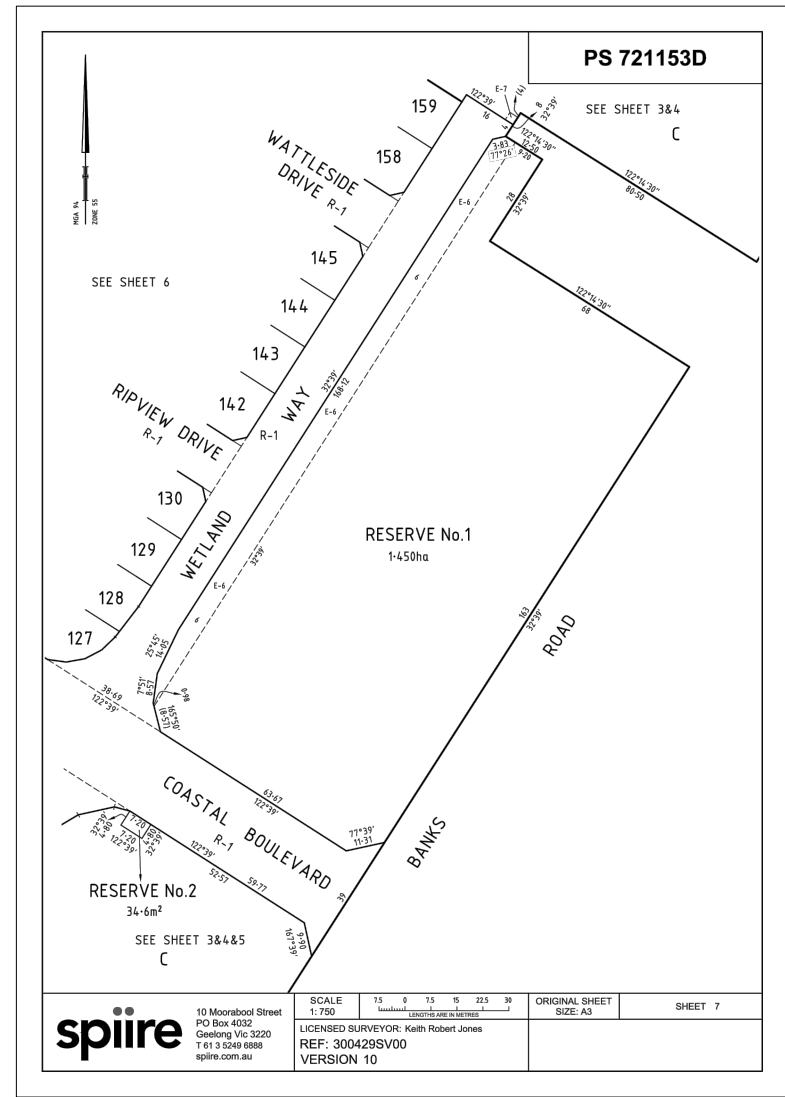 PS 721153D
MGA 94
ZONE 55
SEE SHEET 6
SEE SHEET 3&4
C
159
158
WATTLESIDE
DRIVE R-1
145
144
143
142
RIPVIEW DRIVE
R-1
130
129
128
127
122°39'
16
E-7
(4)
4
8
32°39'
122°14'30"
12·50
3·83
77°26'
9·20
122°14'30"
80·50
28
32°39'
122°14'30"
68
E-6
6
32°39'
168·12
E-6
R-1
WETLAND WAY
32°39'
E-6
6
RESERVE No.1
1·450ha
163
32°39'
BANKS ROAD
25°45'
14·05
7°51'
8·57
0·98
165°50'
(8·57)
38·69
122°39'
63·67
122°39'
77°39'
11·31
COASTAL BOULEVARD
R-1
39
7·20
32°39'
4·80
7·20
122°39'
4·80
32°39'
122°39'
52·57
59·77
9·90
167°39'
RESERVE No.2
34·6m²
SEE SHEET 3&4&5
C
spiire
10 Moorabool Street
PO Box 4032
Geelong Vic 3220
T 61 3 5249 6888
spiire.com.au
SCALE
1: 750
7.5 0 7.5 15 22.5 30
LENGTHS ARE IN METRES
ORIGINAL SHEET
SIZE: A3
SHEET 7
LICENSED SURVEYOR: Keith Robert Jones
REF: 300429SV00
VERSION 10